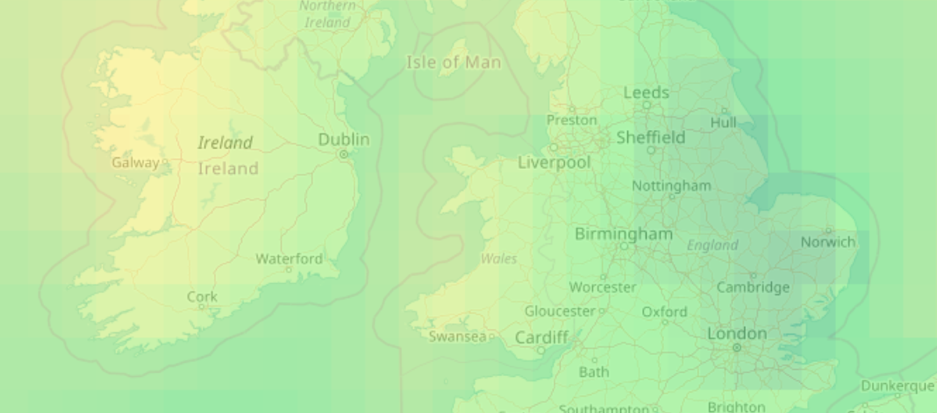 Northern
Ireland
Isle of Man
Leeds
Preston
Hull
Sheffield
Ireland
Dublin
Galway
Ireland
Liverpool
Nottingham
Birmingham
England
Norwich
Waterford
Wales
Worcester
Cambridge
Cork
Gloucester
Oxford
Swansea
Cardiff
London
Bath
Dunkerque
Southampton
Brighton